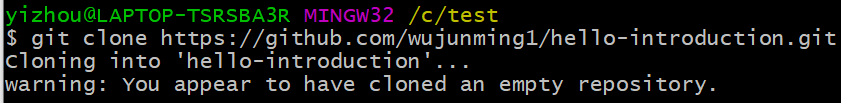 yizhou@LAPTOP-TSRSBA3R MINGW32 /c/test
$ git clone https://github.com/wujunming1/hello-introduction.git
Cloning into 'hello-introduction'...
warning: You appear to have cloned an empty repository.